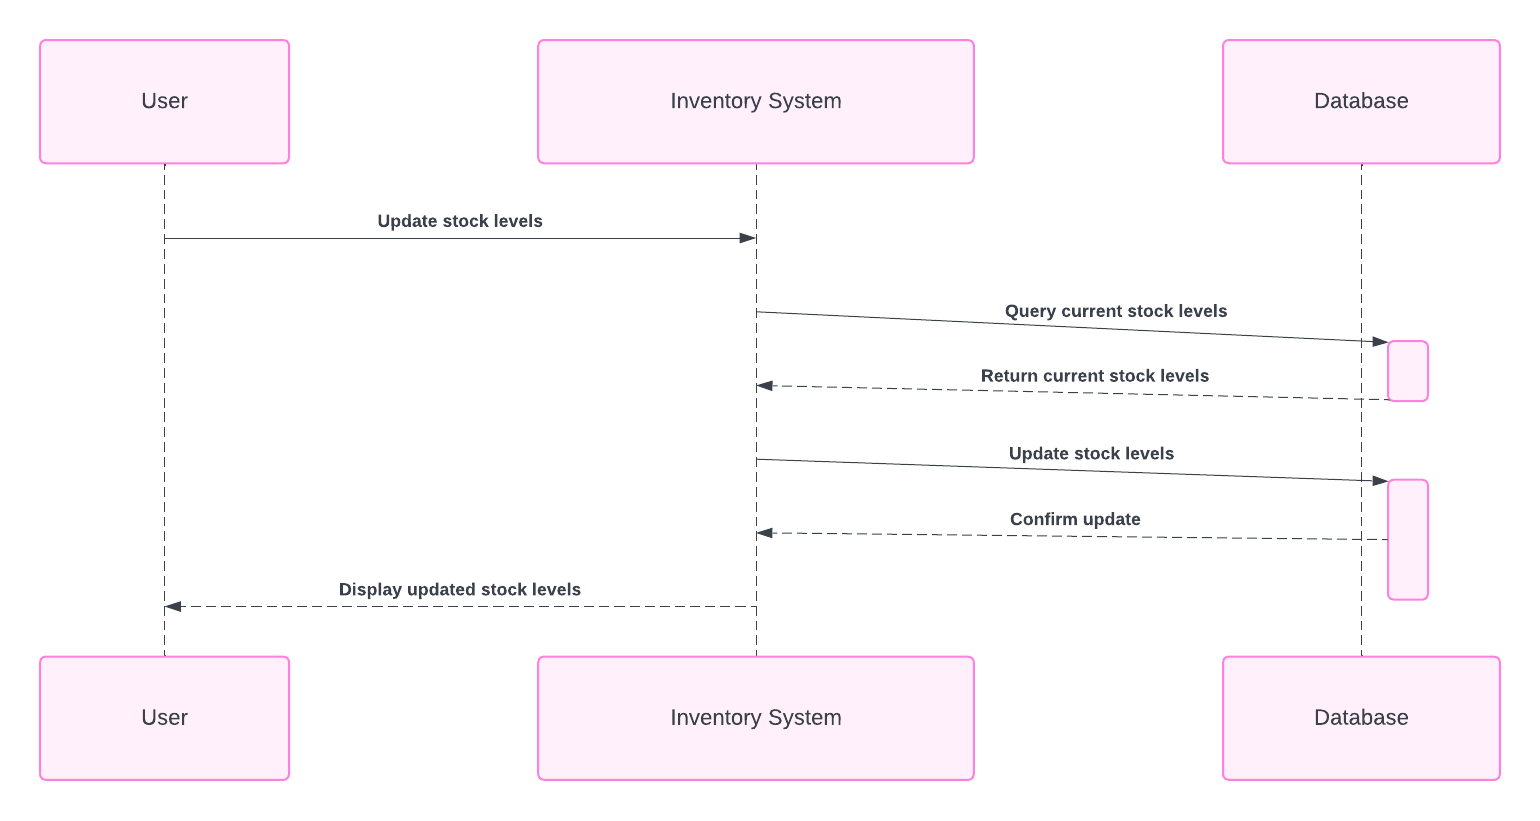 User
Inventory System
Database
Update stock levels
Query current stock levels
Return current stock levels
Update stock levels
Confirm update
Display updated stock levels
User
Inventory System
Database